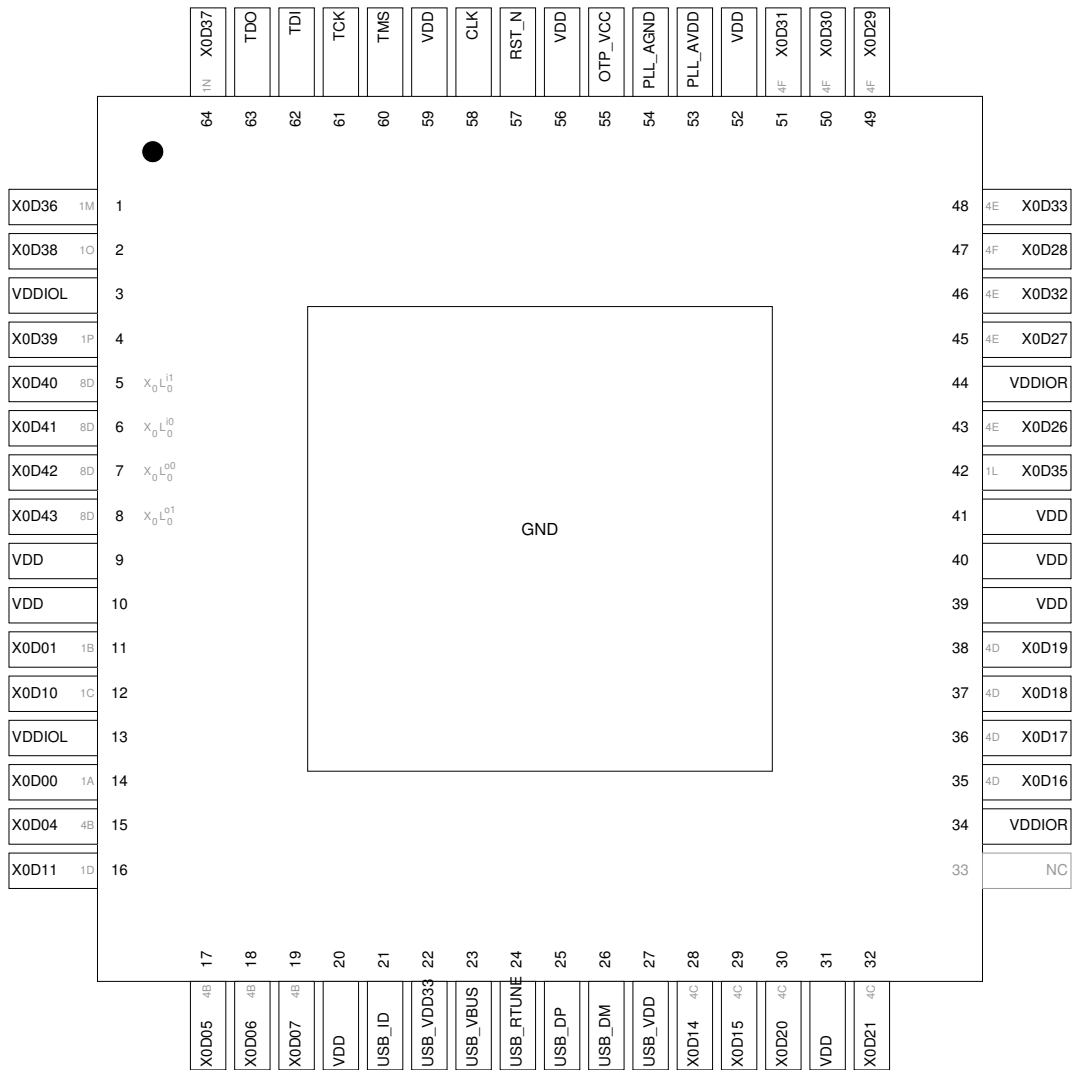 X0D37 TDO TDI TCK TMS VDD CLK RST_N VDD OTP_VCC PLL_AGND PLL_AVDD VDD X0D31 X0D30 X0D29
1N 4F 4F 4F
64 63 62 61 60 59 58 57 56 55 54 53 52 51 50 49
X0D36 1M 1 48 4E X0D33
X0D38 1O 2 47 4F X0D28
VDDIOL 3 46 4E X0D32
X0D39 1P 4 45 4E X0D27
X0D40 8D 5 X₀L₀ⁱ¹ 44 VDDIOR
X0D41 8D 6 X₀L₀ⁱ⁰ 43 4E X0D26
X0D42 8D 7 X₀L₀ᵒ⁰ 42 1L X0D35
X0D43 8D 8 X₀L₀ᵒ¹ 41 VDD
GND
VDD 9 40 VDD
VDD 10 39 VDD
X0D01 1B 11 38 4D X0D19
X0D10 1C 12 37 4D X0D18
VDDIOL 13 36 4D X0D17
X0D00 1A 14 35 4D X0D16
X0D04 4B 15 34 VDDIOR
X0D11 1D 16 33 NC
17 18 19 20 21 22 23 24 25 26 27 28 29 30 31 32
4B 4B 4B 4C 4C 4C 4C
X0D05 X0D06 X0D07 VDD USB_ID USB_VDD33 USB_VBUS USB_RTUNE USB_DP USB_DM USB_VDD X0D14 X0D15 X0D20 VDD X0D21